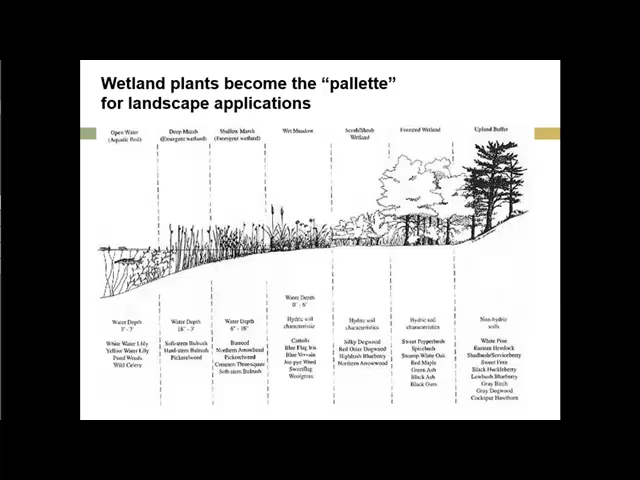 Wetland plants become the “pallette”
for landscape applications
Open Water
(Aquatic Bed)
Deep Marsh
(Emergent wetland)
Shallow Marsh
(Emergent wetland)
Wet Meadow
Scrub/Shrub
Wetland
Forested Wetland
Upland Buffer
Water Depth
3' - 7'
White Water Lily
Yellow Water Lily
Pond Weeds
Wild Celery
Water Depth
18" - 3'
Soft-stem Bulrush
Hard-stem Bulrush
Pickerelweed
Water Depth
6" - 18"
Burreed
Northern Arrowhead
Pickerelweed
Common Three-square
Soft-stem Bulrush
Water Depth
0" - 6"
Hydric soil
characteristic
Cattails
Blue Flag Iris
Blue Vervain
Joe-pye Weed
Sweetflag
Woolgrass
Hydric soil
characteristics
Silky Dogwood
Red Osier Dogwood
Highbush Blueberry
Northern Arrowwood
Hydric soil
characteristics
Sweet Pepperbush
Spicebush
Swamp White Oak
Red Maple
Green Ash
Black Ash
Black Gum
Non-hydric
soils
White Pine
Eastern Hemlock
Shadbush/Serviceberry
Sweet Fern
Black Huckleberry
Lowbush Blueberry
Gray Birch
Gray Dogwood
Cockspur Hawthorn